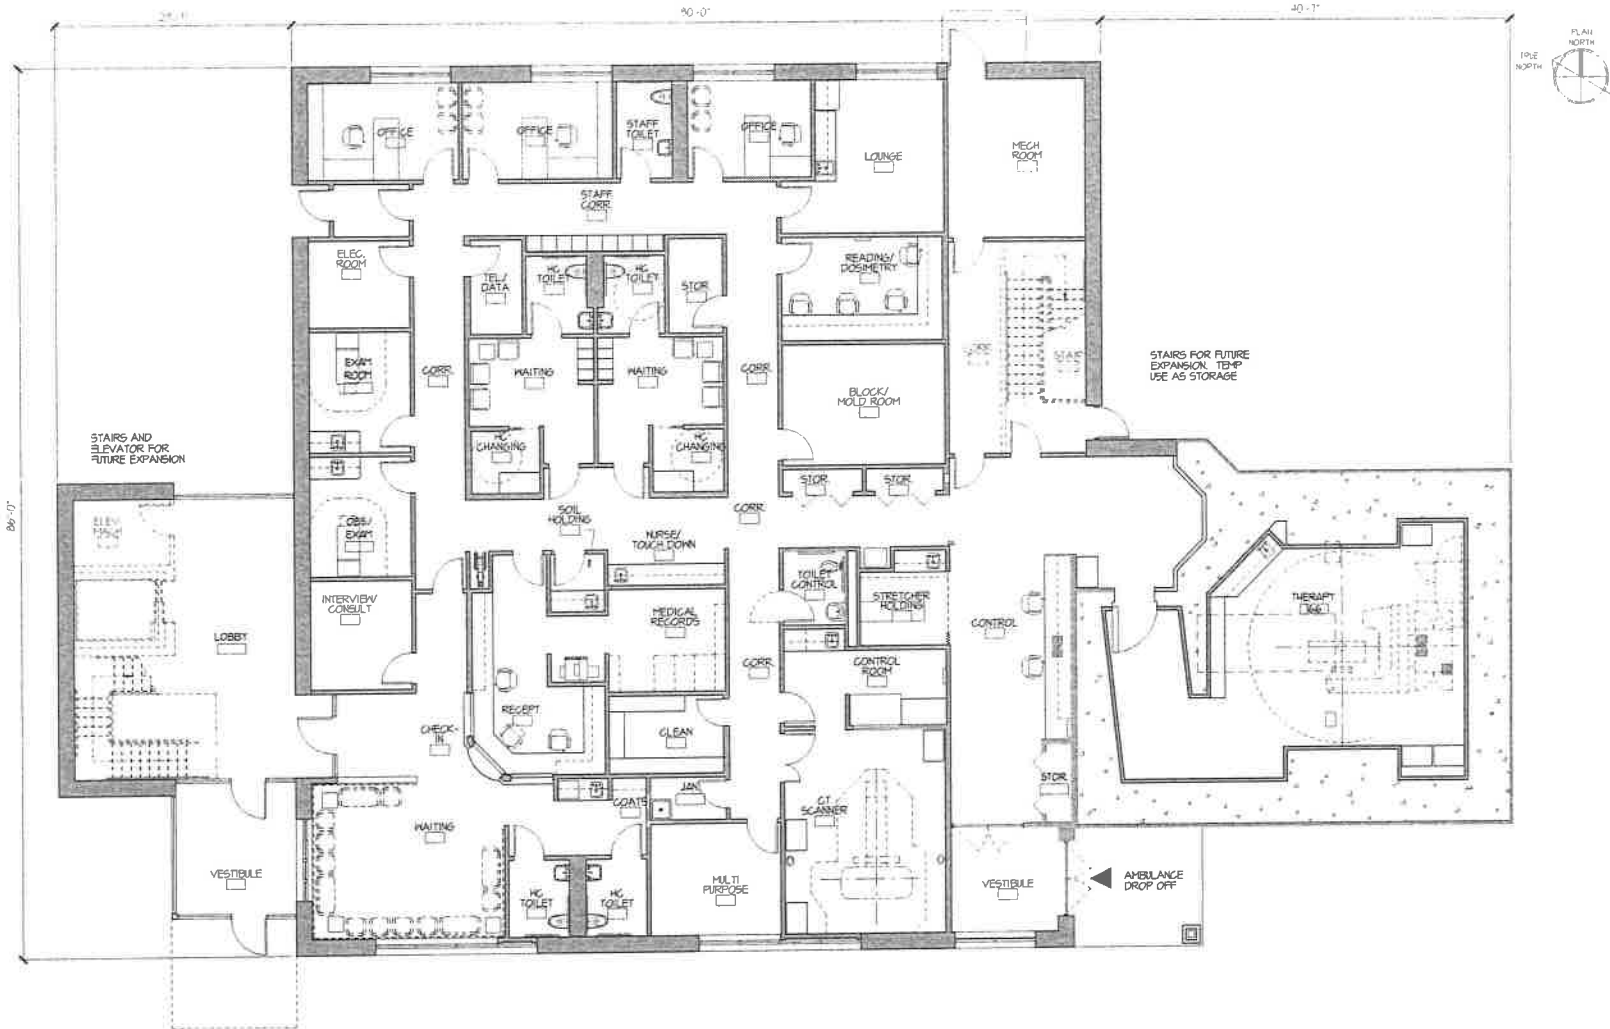 PLAN
NORTH
NORTH
40'-7"
86'-0"
OFFICE
OFFICE
STAFF
TOILET
OFFICE
LOUNGE
MECH
ROOM
STAFF
CORR.
ELEC.
ROOM
TEL/
DATA
HC
TOILET
HC
TOILET
STOR
READING/
DOSIMETRY
EXAM
ROOM
CORR.
WAITING
WAITING
CORR.
BLOCK/
MOLD ROOM
STAIR
STAIRS FOR FUTURE
EXPANSION. TEMP
USE AS STORAGE
STAIRS AND
ELEVATOR FOR
FUTURE EXPANSION
HC
CHANGING
HC
CHANGING
STOR.
STOR.
ELEV.
OBS/
EXAM
SOIL
HOLDING
NURSE/
TOUCH DOWN
CORR.
TOILET
CONTROL
STRETCHER
HOLDING
INTERVIEW/
CONSULT
MEDICAL
RECORDS
THERAPY
LOBBY
CONTROL
CORR.
CONTROL
ROOM
RECEPT.
CHECK-
IN
CLEAN
STOR.
JAN.
COATS
CT
SCANNER
WAITING
VESTIBULE
HC
TOILET
HC
TOILET
MULTI
PURPOSE
VESTIBULE
AMBULANCE
DROP OFF